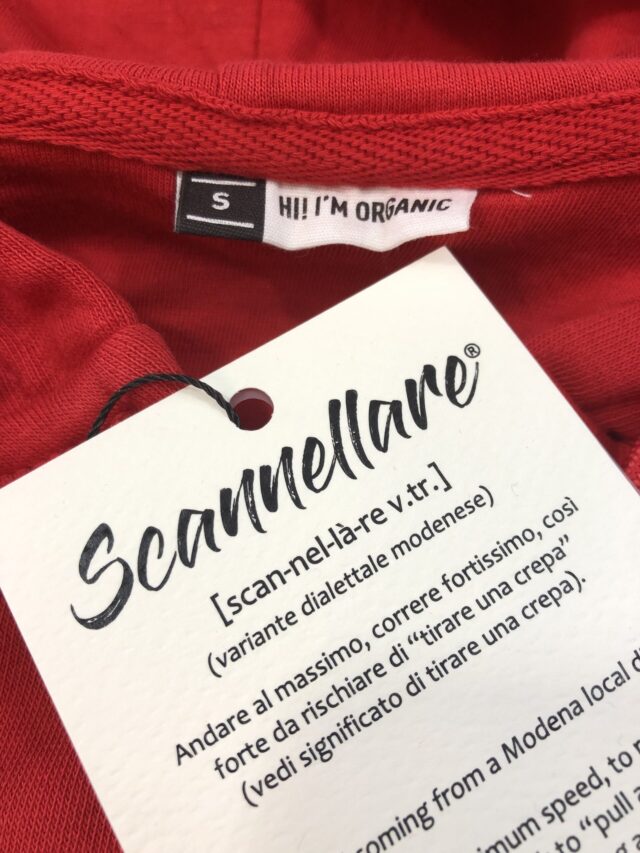 S
HI! I'M ORGANIC
Scannellare®
[scan-nel-là-re v.tr.]
(variante dialettale modenese)
Andare al massimo, correre fortissimo, così
forte da rischiare di “tirare una crepa”
(vedi significato di tirare una crepa).
coming from a Modena local
speed, to
to “pull